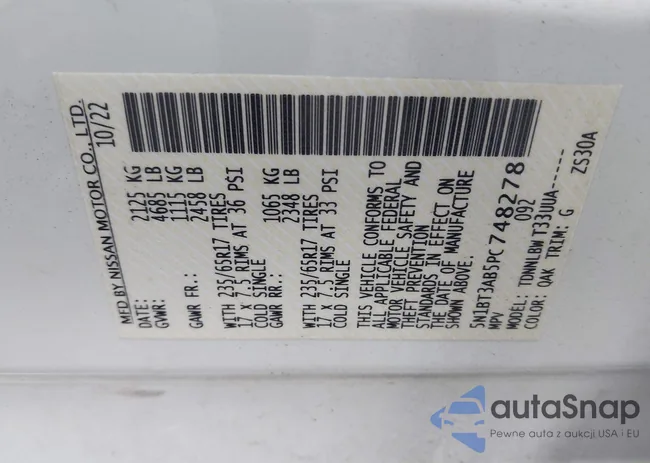 MFD BY NISSAN MOTOR CO., LTD.
10/22
2125 KG
GVWR: 4685 LB
1115 KG
GAWR FR.: 2458 LB
WITH 235/65R17 TIRES
17 X 7.5 RIMS AT 36 PSI
COLD SINGLE
1065 KG
GAWR RR.: 2348 LB
WITH 235/65R17 TIRES
17 X 7.5 RIMS AT 33 PSI
COLD SINGLE
THIS VEHICLE CONFORMS TO
ALL APPLICABLE FEDERAL
MOTOR VEHICLE SAFETY AND
THEFT PREVENTION
STANDARDS IN EFFECT ON
THE DATE OF MANUFACTURE
SHOWN ABOVE.
5N1BT3AB5PC748278
MPV 092
MODEL: TDNNLBW T33UUA-----
COLOR: QAK TRIM: G ZS30A
autaSnap
Pewne auta z aukcji USA i EU